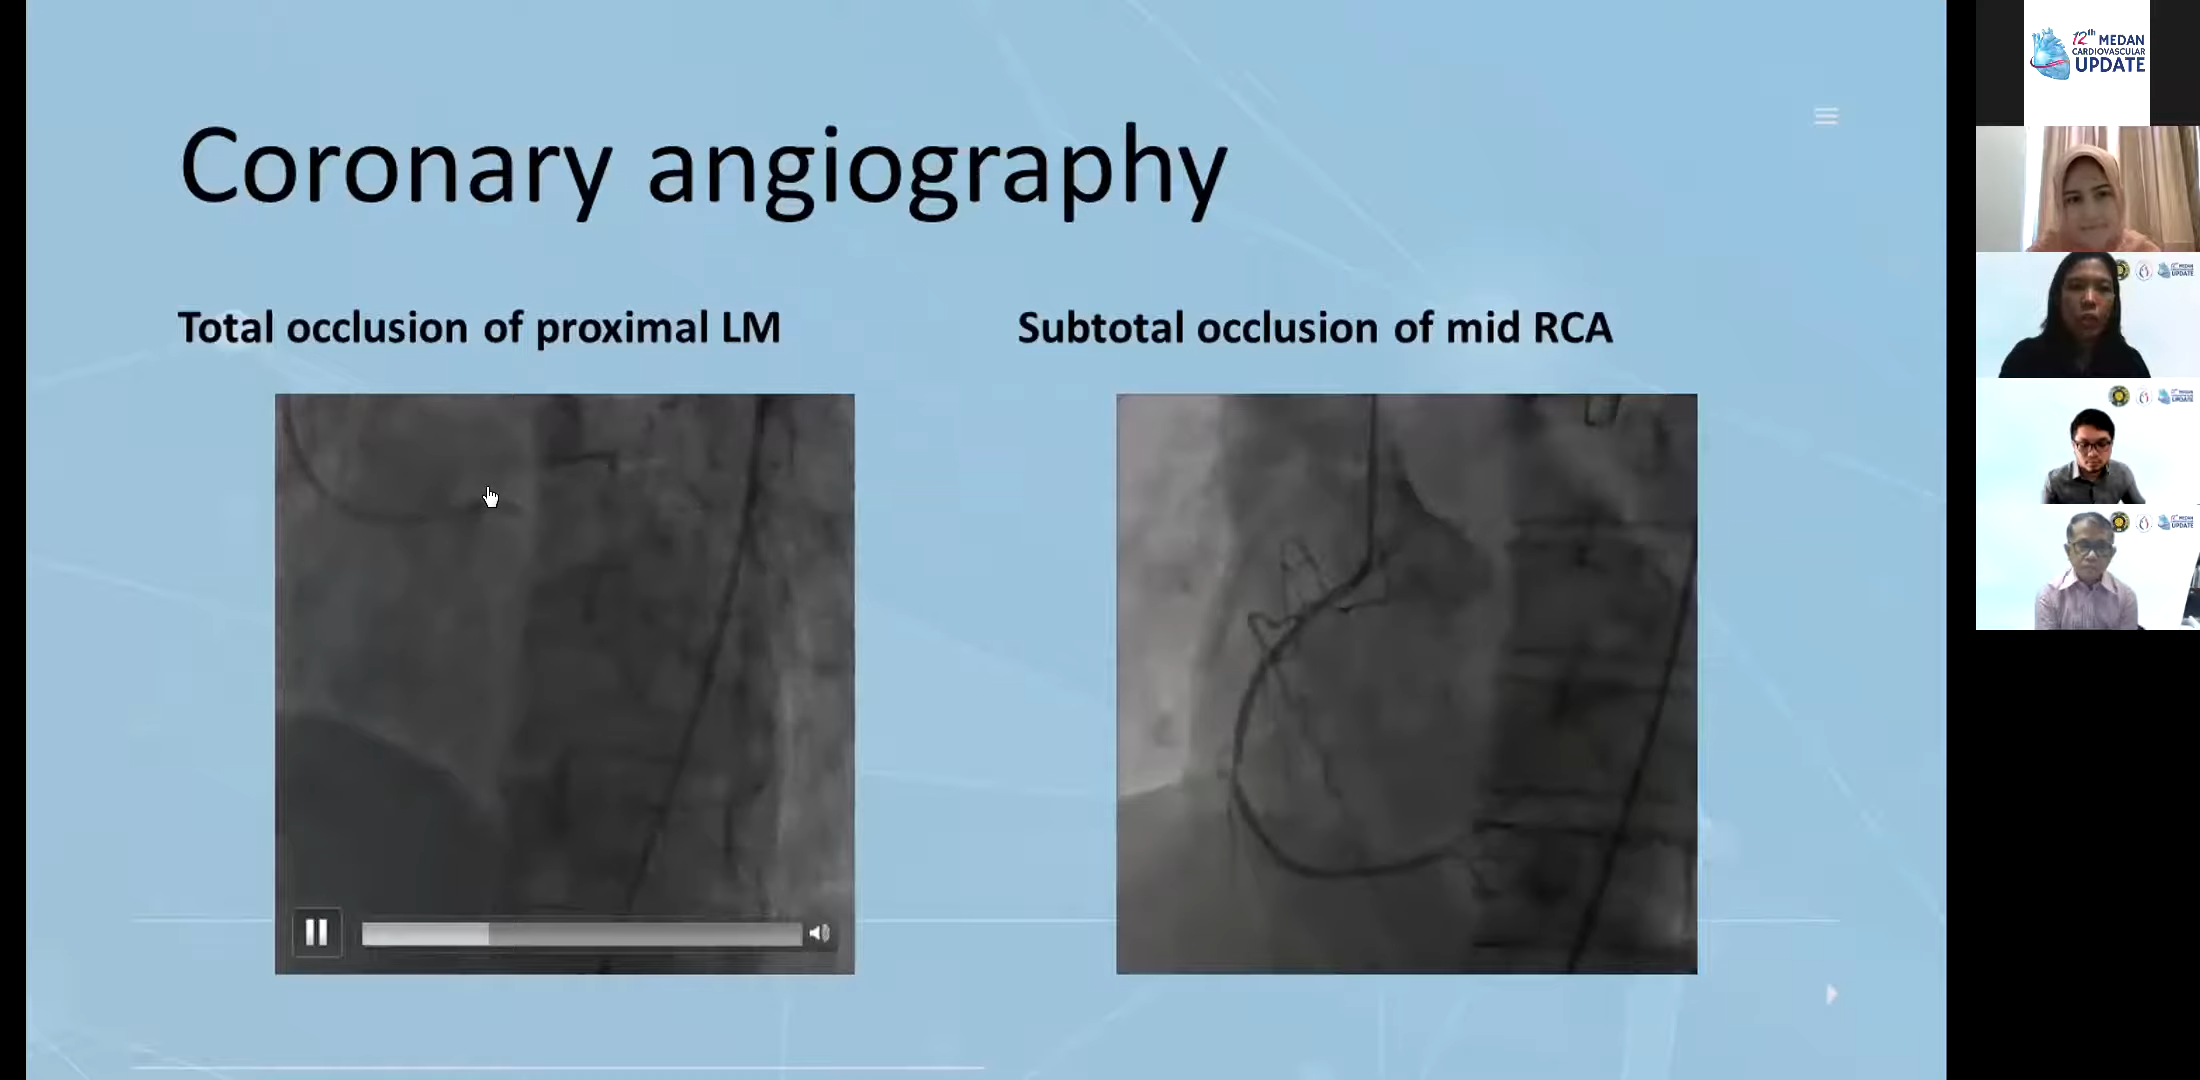 Coronary angiography
Total occlusion of proximal LM
Subtotal occlusion of mid RCA
12th MEDAN
CARDIOVASCULAR
UPDATE